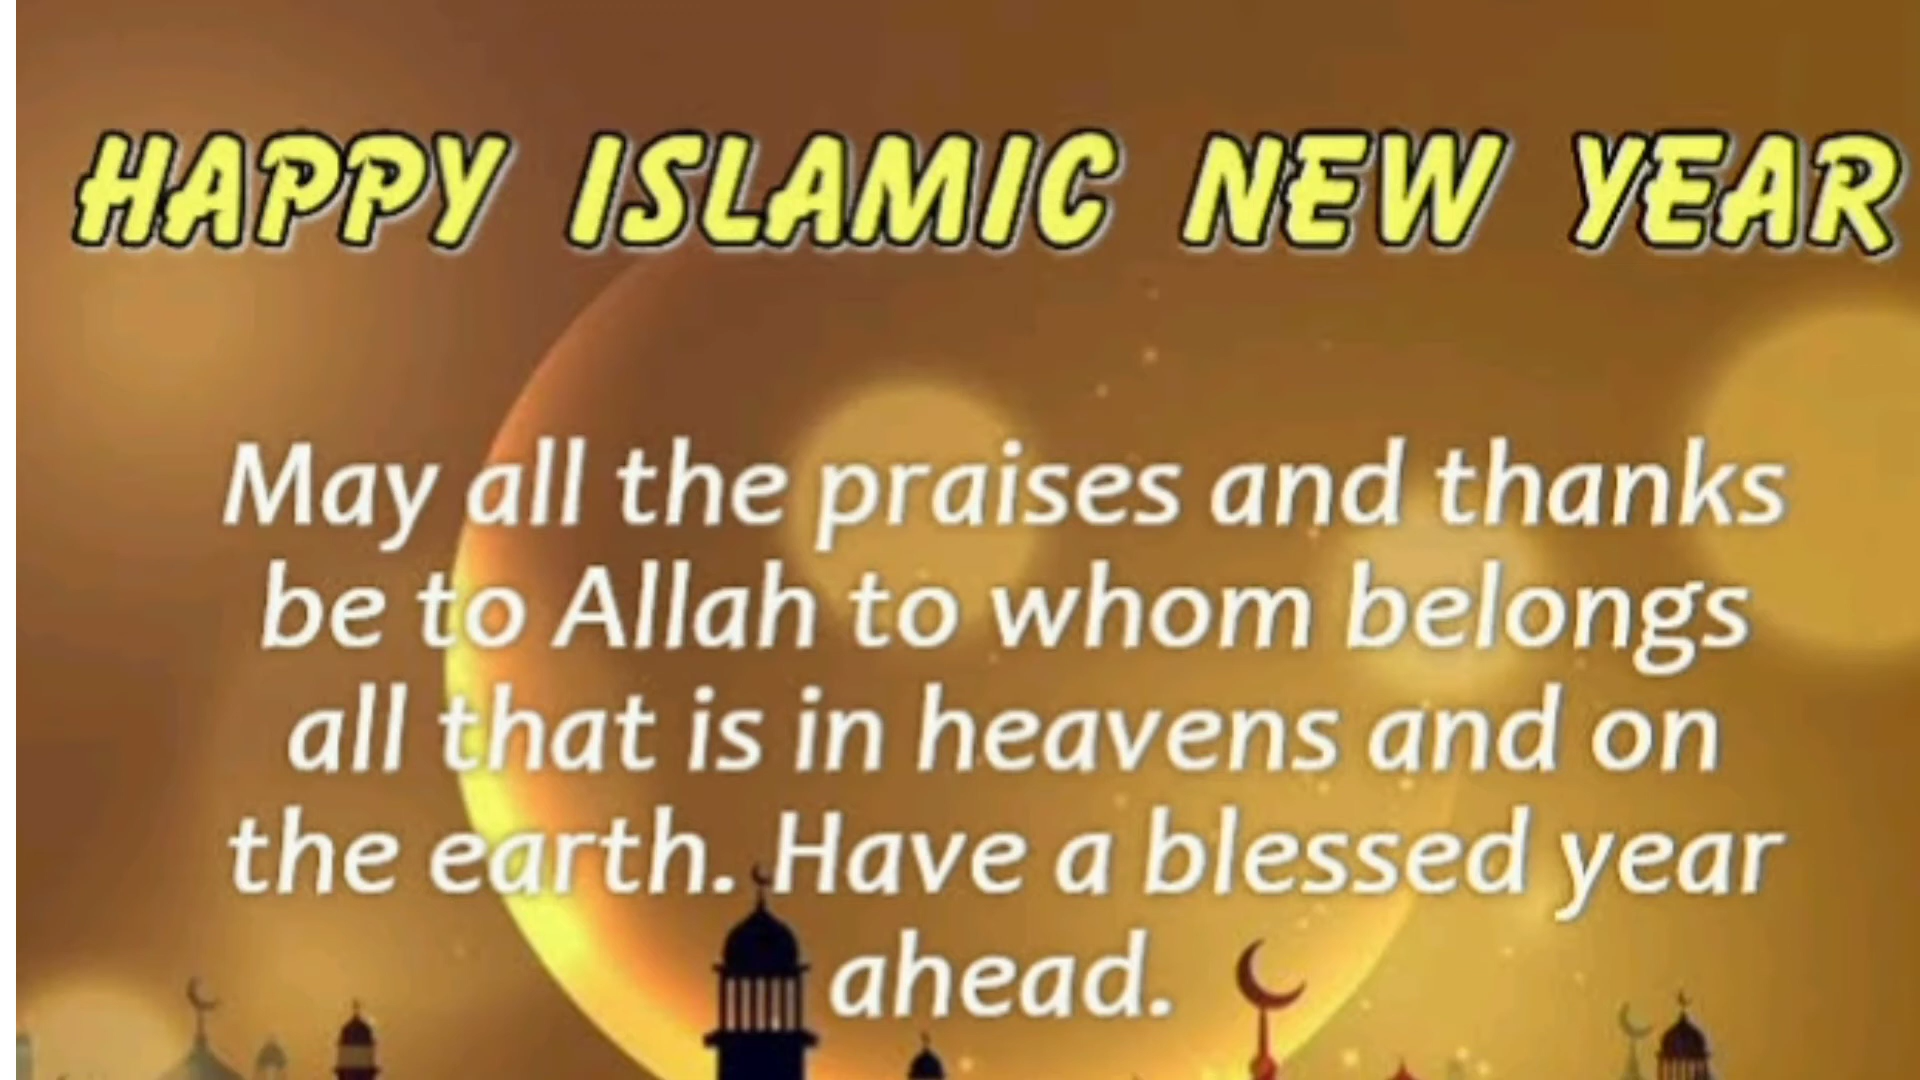 HAPPY ISLAMIC NEW YEAR
May all the praises and thanks
be to Allah to whom belongs
all that is in heavens and on
the earth. Have a blessed year
ahead.